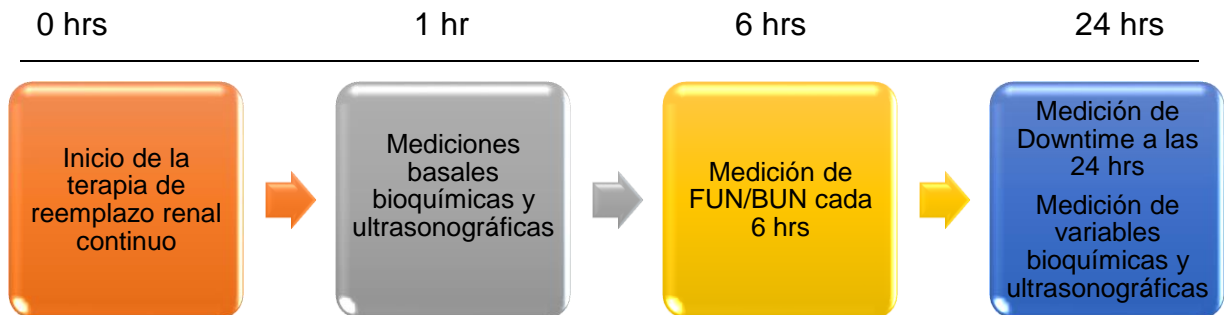 0 hrs
1 hr
6 hrs
24 hrs
Inicio de la
terapia de
reemplazo renal
continuo
Mediciones
basales
bioquímicas y
ultrasonográficas
Medición de
FUN/BUN cada
6 hrs
Medición de
Downtime a las
24 hrs
Medición de
variables
bioquímicas y
ultrasonográficas